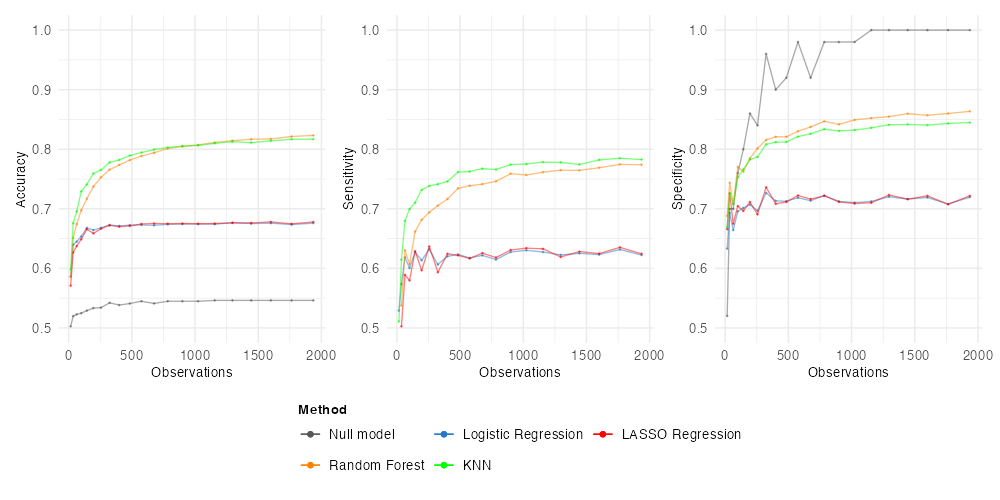 1.0
0.9
0.8
0.7
0.6
0.5
Accuracy
0 500 1000 1500 2000
Observations
1.0
0.9
0.8
0.7
0.6
0.5
Sensitivity
0 500 1000 1500 2000
Observations
1.0
0.9
0.8
0.7
0.6
0.5
Specificity
0 500 1000 1500 2000
Observations
Method
Null model Logistic Regression LASSO Regression
Random Forest KNN